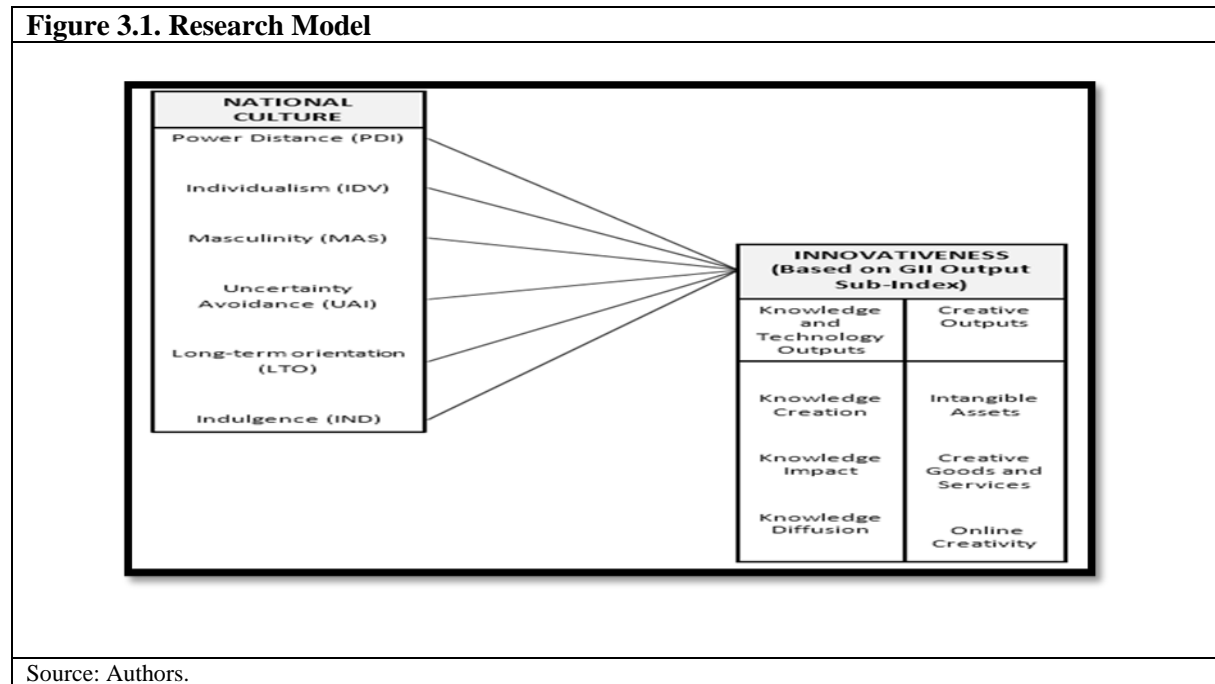 Figure 3.1. Research Model
NATIONAL
CULTURE
Power Distance (PDI)
Individualism (IDV)
Masculinity (MAS)
Uncertainty
Avoidance (UAI)
Long-term orientation
(LTO)
Indulgence (IND)
INNOVATIVENESS
(Based on GII Output
Sub-Index)
Knowledge
and
Technology
Outputs
Creative
Outputs
Knowledge
Creation
Knowledge
Impact
Knowledge
Diffusion
Intangible
Assets
Creative
Goods and
Services
Online
Creativity
Source: Authors.